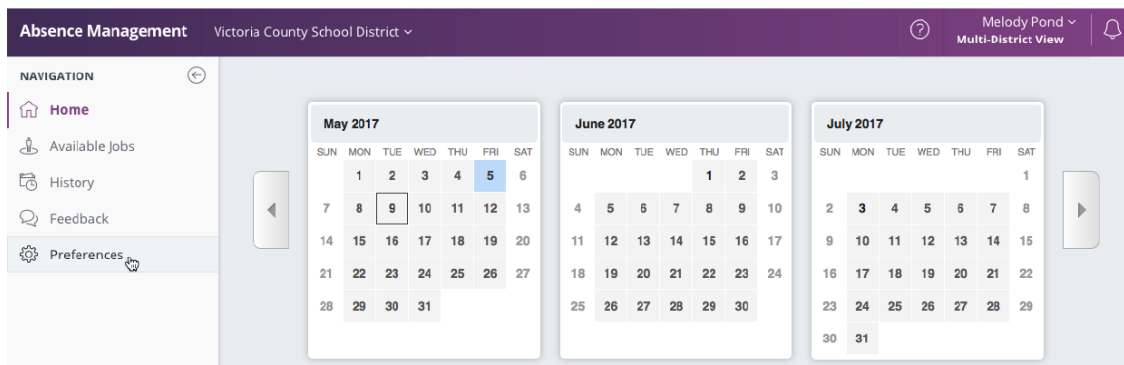 Absence Management Victoria County School District
Melody Pond
Multi-District View
NAVIGATION
Home
Available Jobs
History
Feedback
Preferences
May 2017
SUN MON TUE WED THU FRI SAT
1 2 3 4 5 6
7 8 9 10 11 12 13
14 15 16 17 18 19 20
21 22 23 24 25 26 27
28 29 30 31
June 2017
SUN MON TUE WED THU FRI SAT
1 2 3
4 5 6 7 8 9 10
11 12 13 14 15 16 17
18 19 20 21 22 23 24
25 26 27 28 29 30
July 2017
SUN MON TUE WED THU FRI SAT
1
2 3 4 5 6 7 8
9 10 11 12 13 14 15
16 17 18 19 20 21 22
23 24 25 26 27 28 29
30 31